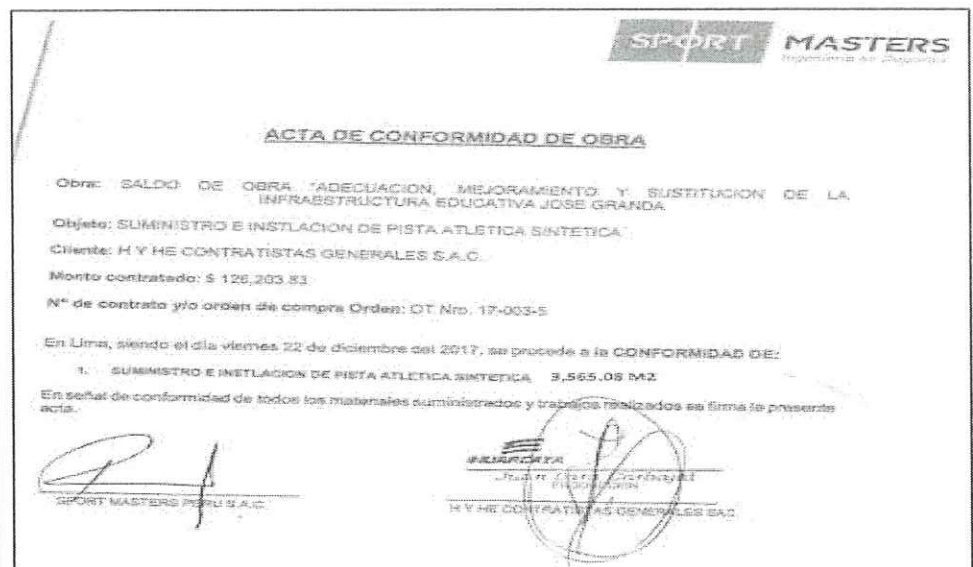 SPORT MASTERS
Ingeniería en Deportes
ACTA DE CONFORMIDAD DE OBRA
Obra: SALDO DE OBRA "ADECUACION, MEJORAMIENTO Y SUSTITUCION DE LA
INFRAESTRUCTURA EDUCATIVA JOSE GRANDA
Objeto: SUMINISTRO E INSTLACION DE PISTA ATLETICA SINTETICA
Cliente: H Y HE CONTRATISTAS GENERALES S.A.C.
Monto contratado: $ 126,203.83
N° de contrato y/o orden de compra Orden: OT Nro. 17-003-S
En Lima, siendo el día viernes 22 de diciembre del 2017, se procede a la CONFORMIDAD DE:
1. SUMINISTRO E INSTLACION DE PISTA ATLETICA SINTETICA 3,565.08 M2
En señal de conformidad de todos los materiales suministrados y trabajos realizados se firma la presente
acta.
SPORT MASTERS PERU S.A.C.
H Y HE CONTRATISTAS GENERALES SAC